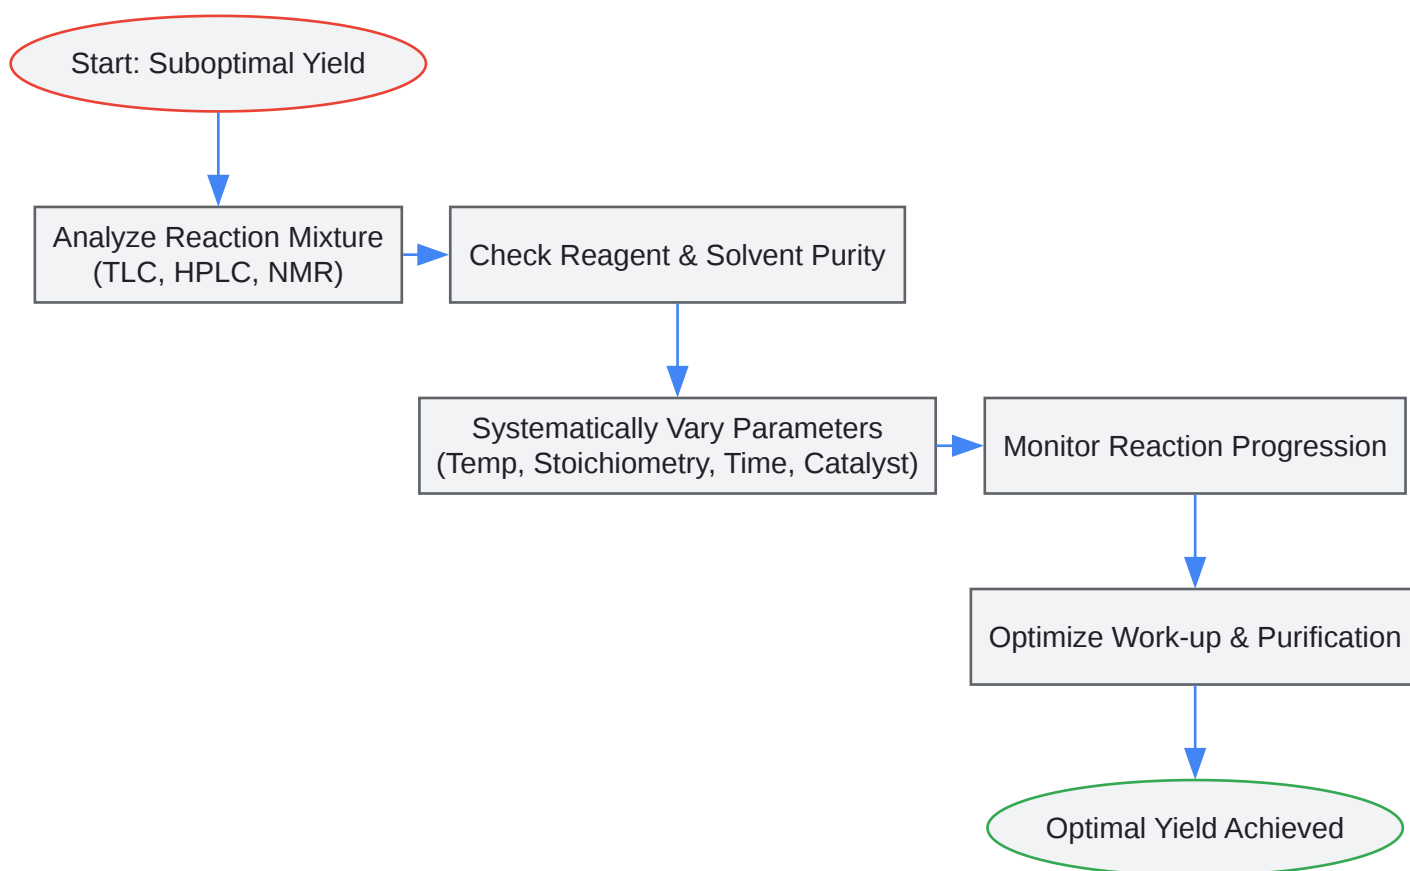 Start: Suboptimal Yield
Analyze Reaction Mixture
(TLC, HPLC, NMR)
Check Reagent & Solvent Purity
Systematically Vary Parameters
(Temp, Stoichiometry, Time, Catalyst)
Monitor Reaction Progression
Optimize Work-up & Purification
Optimal Yield Achieved